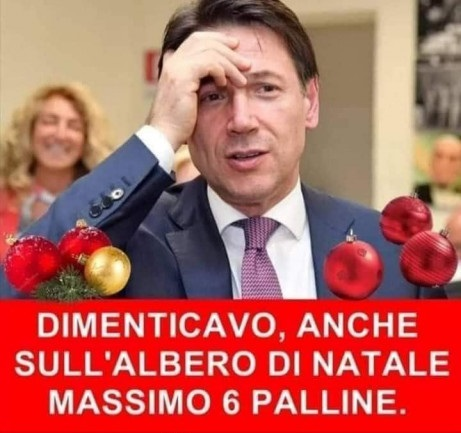 DIMENTICAVO, ANCHE
SULL'ALBERO DI NATALE
MASSIMO 6 PALLINE.